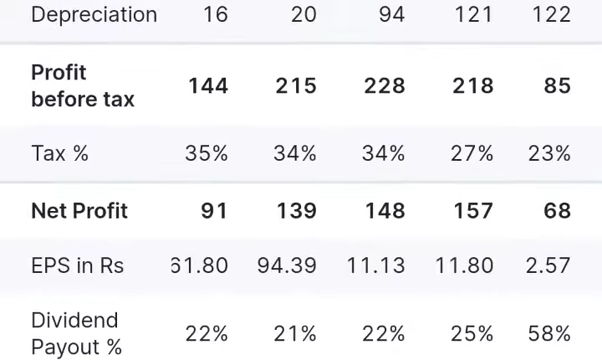 Depreciation 16 20 94 121 122
Profit
before tax 144 215 228 218 85
Tax % 35% 34% 34% 27% 23%
Net Profit 91 139 148 157 68
EPS in Rs 61.80 94.39 11.13 11.80 2.57
Dividend
Payout % 22% 21% 22% 25% 58%